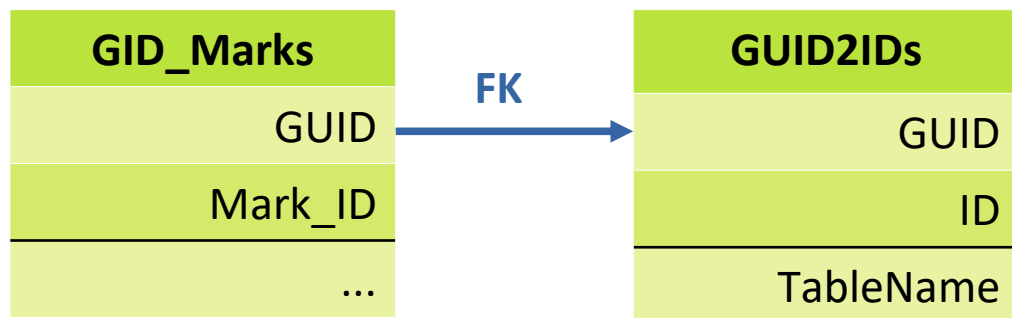 GID_Marks
GUID
Mark_ID
...
FK
GUID2IDs
GUID
ID
TableName